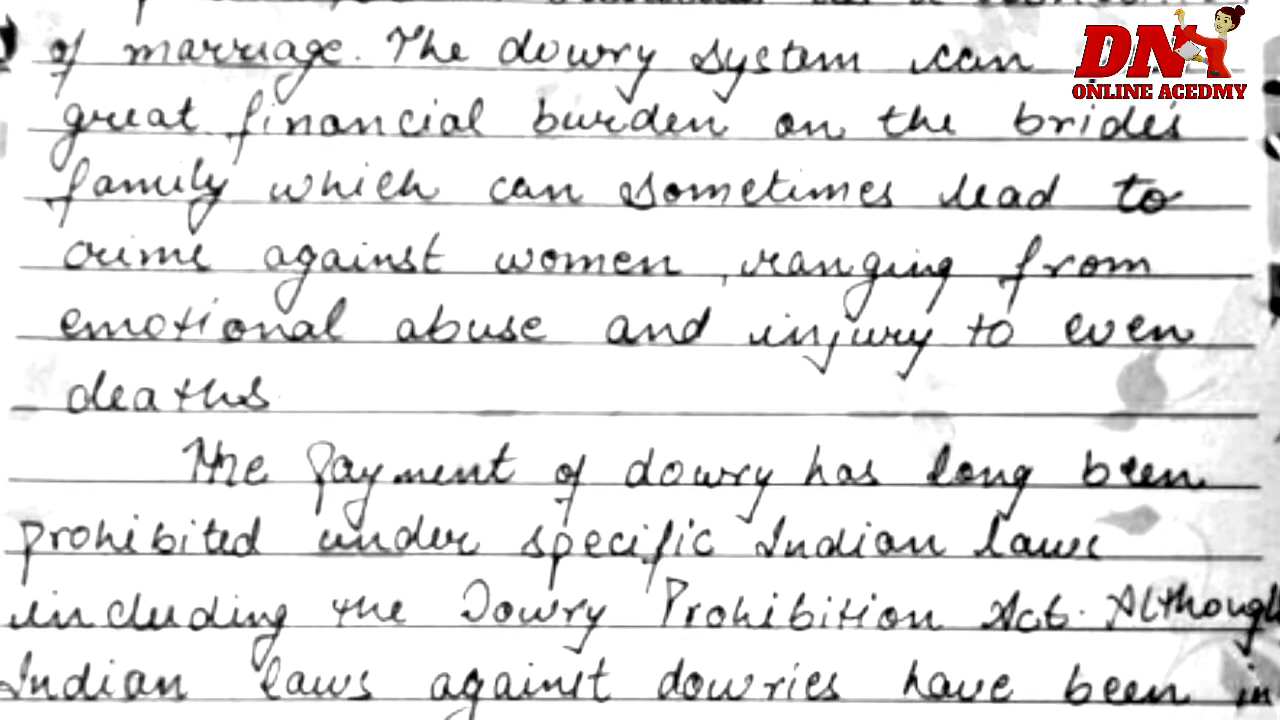 of marriage. The dowry system can
great financial burden on the bride's
family which can sometimes lead to
crime against women, ranging from
emotional abuse and injury to even
deaths
The payment of dowry has long been
prohibited under specific Indian laws
including the Dowry Prohibition Act. Although
Indian laws against dowries have been in
DNA
ONLINE ACEDMY